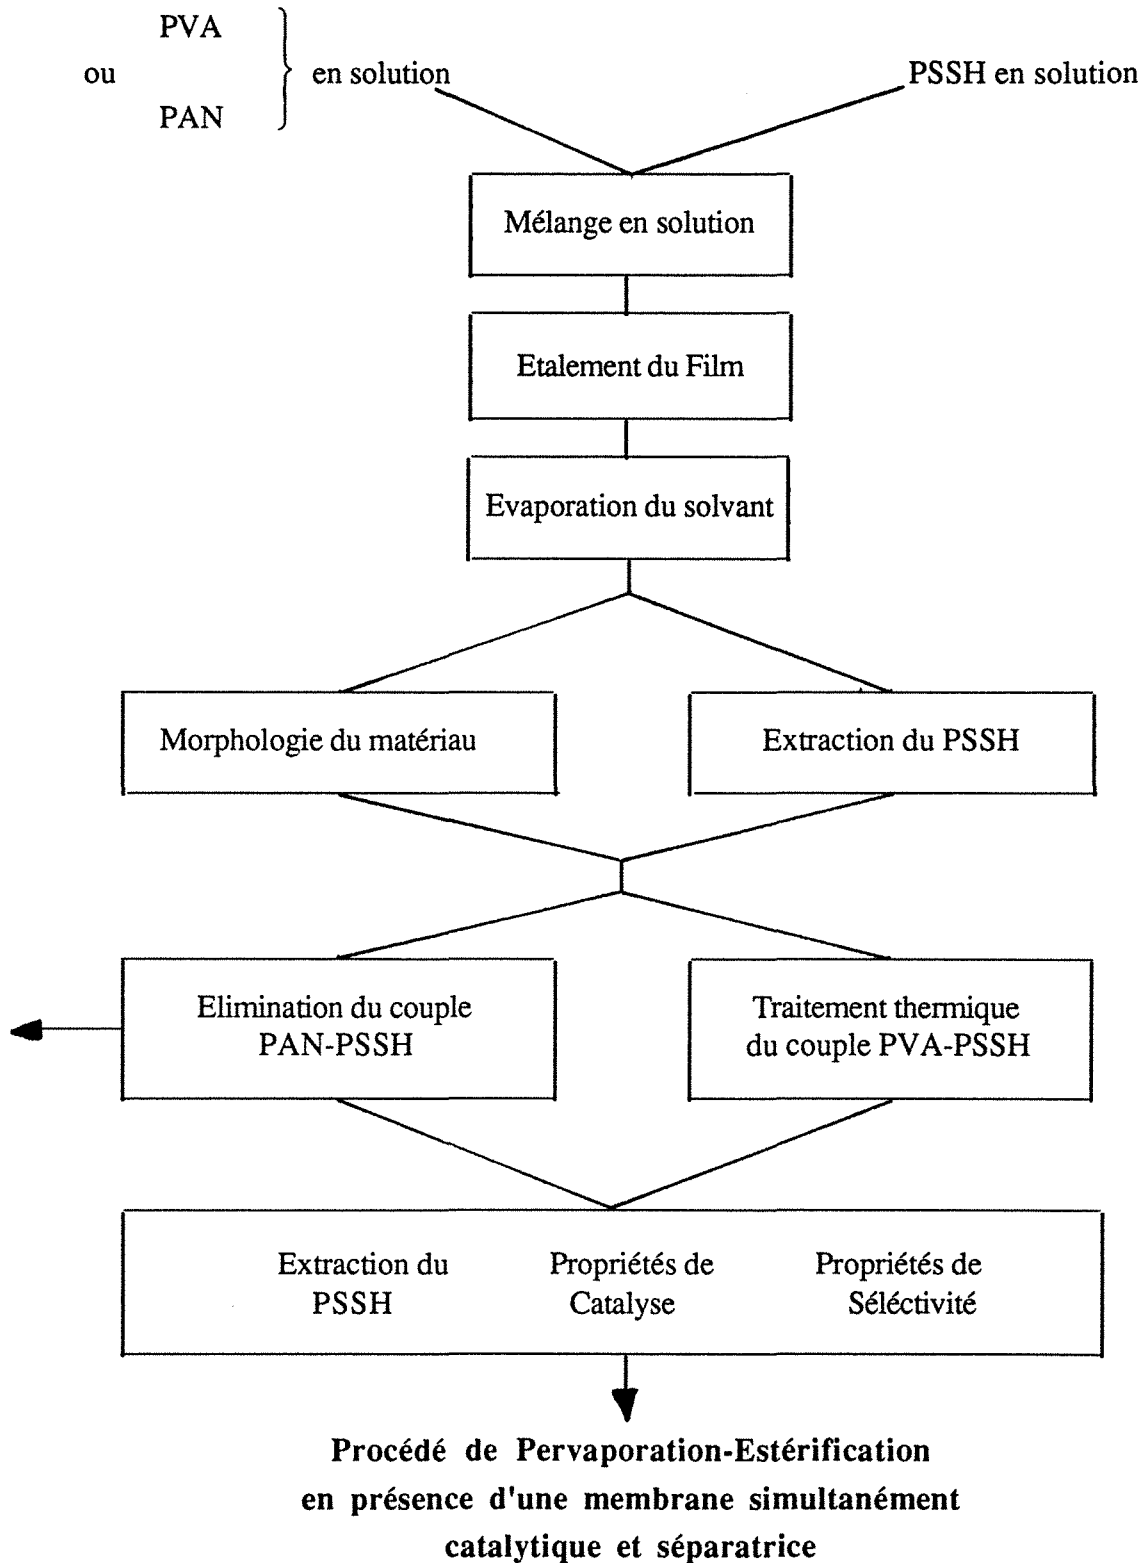 PVA
ou
en solution
PAN
PSSH en solution
Mélange en solution
Etalement du Film
Evaporation du solvant
Morphologie du matériau
Extraction du PSSH
Elimination du couple
PAN-PSSH
Traitement thermique
du couple PVA-PSSH
Extraction du
PSSH
Propriétés de
Catalyse
Propriétés de
Séléctivité
Procédé de Pervaporation-Estérification
en présence d'une membrane simultanément
catalytique et séparatrice